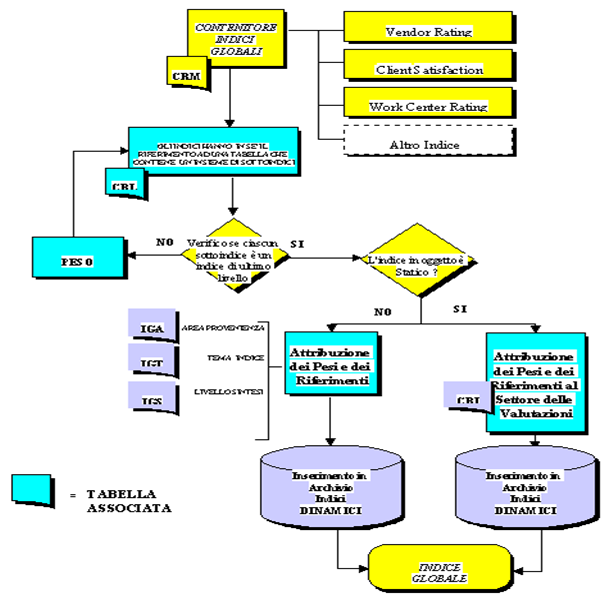 CONTENITORE
INDICI
GLOBALI
CRM
Vendor Rating
Client Satisfaction
Work Center Rating
Altro Indice
GLI INDICI HANNO IN SE' IL
RIFERIMENTO AD UNA TABELLA CHE
CONTIENE UN INSIEME DI SOTTOINDICI
PESO
NO
Verifico se ciascun
sottoindice è un
indice di ultimo
livello
SI
L'indice in oggetto è
Statico ?
NO
SI
IGA
AREA PROVENIENZA
IGT
TEMA INDICE
IGS
LIVELLO SINTESI
Attribuzione
dei Pesi e dei
Riferimenti
Attribuzione
dei Pesi e dei
Riferimenti al
Settore delle
Valutazioni
Inserimento in
Archivio
Indici
DINAMICI
Inserimento in
Archivio
Indici
DINAMICI
= TABELLA
ASSOCIATA
INDICE
GLOBALE